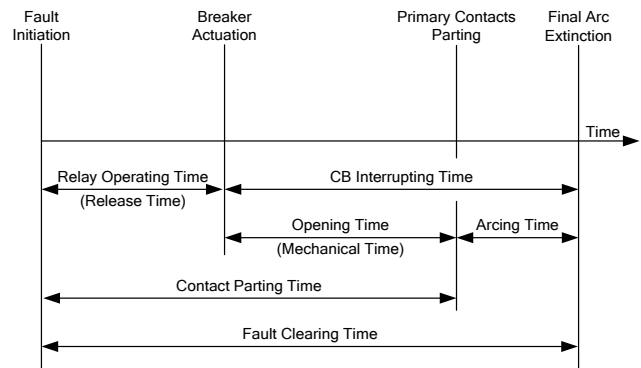 Fault
Initiation
Breaker
Actuation
Primary Contacts
Parting
Final Arc
Extinction
Time
Relay Operating Time
(Release Time)
CB Interrupting Time
Opening Time
(Mechanical Time)
Arcing Time
Contact Parting Time
Fault Clearing Time